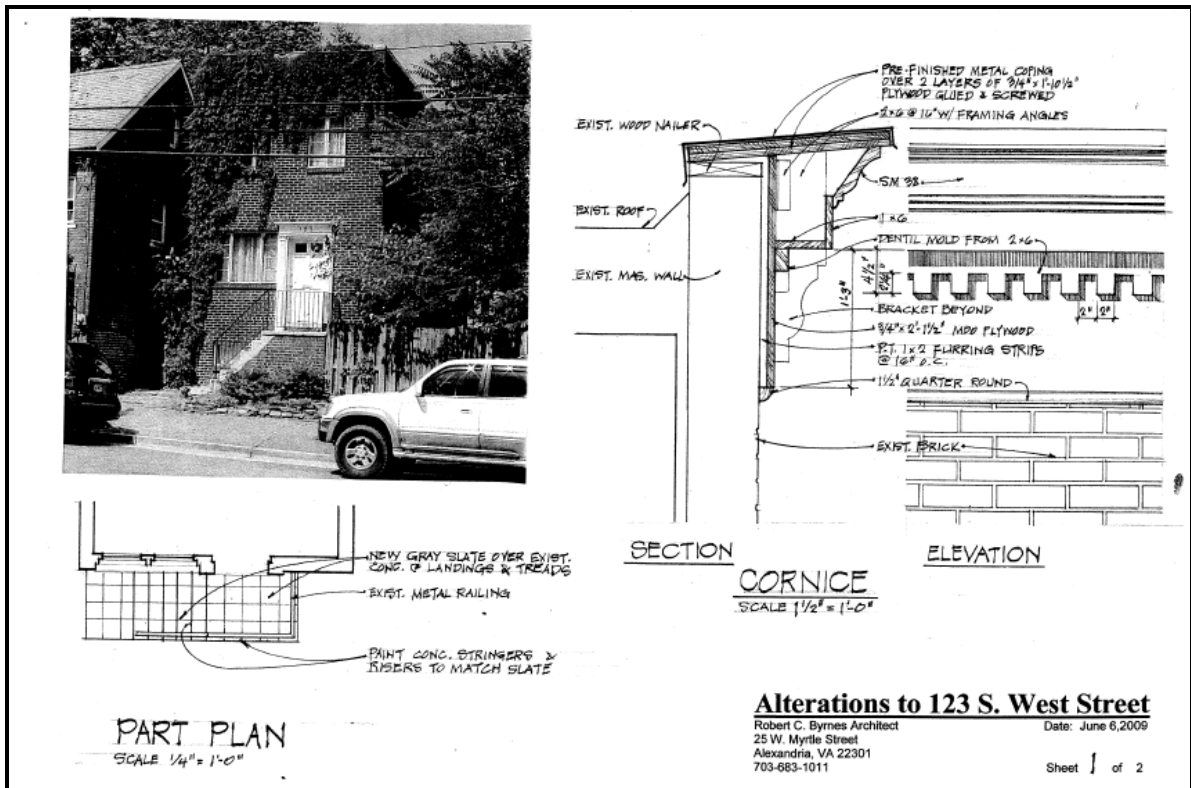 123
EXIST. WOOD NAILER
EXIST. ROOF
EXIST. MAS. WALL
PRE-FINISHED METAL COPING
OVER 2 LAYERS OF 3/4" x 1'-10 1/2"
PLYWOOD GLUED & SCREWED
2x6 @ 16" W/ FRAMING ANGLES
SM 38
1x6
DENTIL MOLD FROM 2x6
4 1/2"
1'-3"
2" 2"
BRACKET BEYOND
3/4" x 2'-1 1/2" MDO PLYWOOD
P.T. 1x2 FURRING STRIPS
@ 16" O.C.
1 1/2" QUARTER ROUND
EXIST. BRICK
SECTION
ELEVATION
CORNICE
SCALE 1 1/2" = 1'-0"
NEW GRAY SLATE OVER EXIST.
CONC. @ LANDINGS & TREADS
EXIST. METAL RAILING
PAINT CONC. STRINGERS &
RISERS TO MATCH SLATE
PART PLAN
SCALE 1/4" = 1'-0"
Alterations to 123 S. West Street
Robert C. Byrnes Architect
Date: June 6,2009
25 W. Myrtle Street
Alexandria, VA 22301
703-683-1011
Sheet 1 of 2